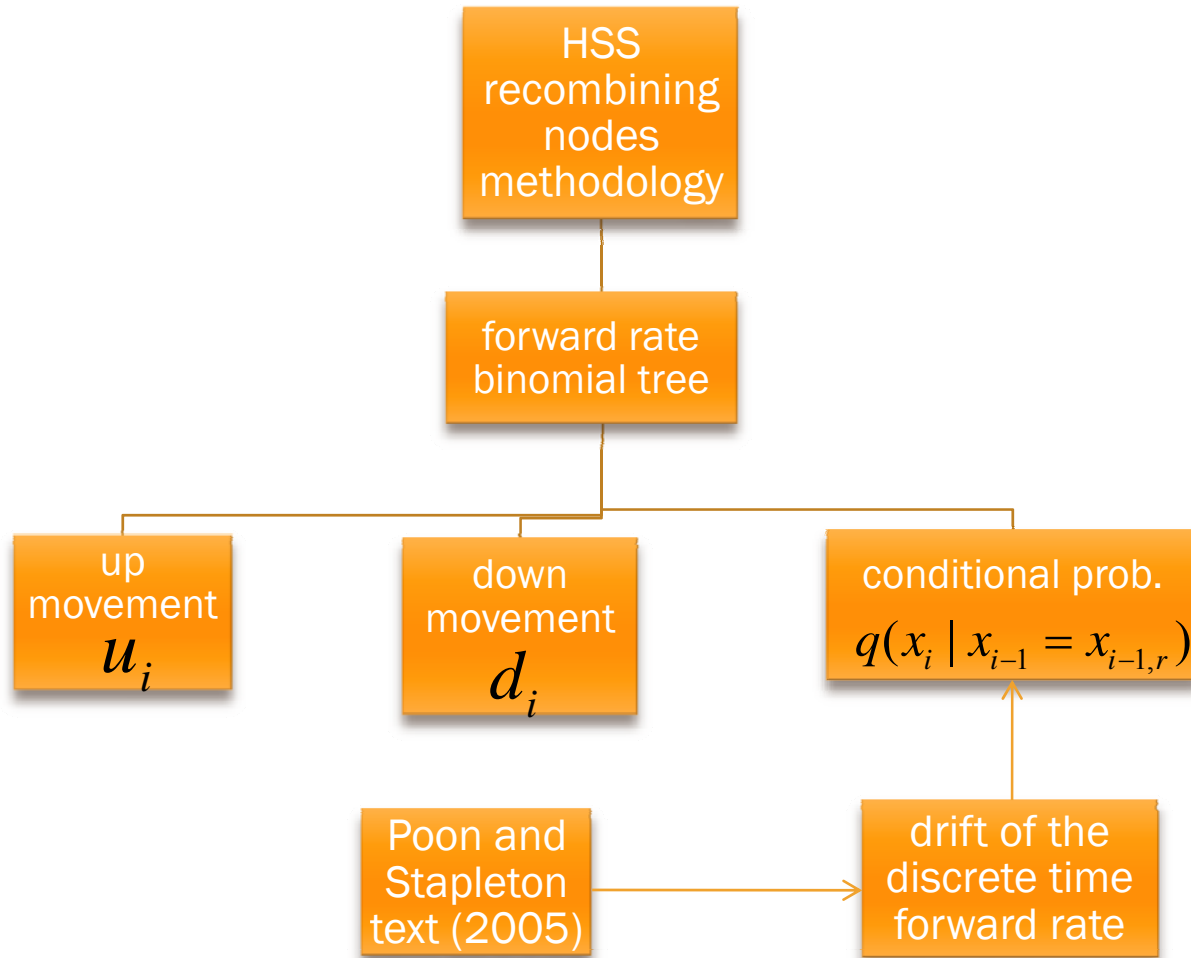 HSS
recombining
nodes
methodology
forward rate
binomial tree
up
movement
u_i
down
movement
d_i
conditional prob.
q(x_i | x_{i-1} = x_{i-1,r})
Poon and
Stapleton
text (2005)
drift of the
discrete time
forward rate